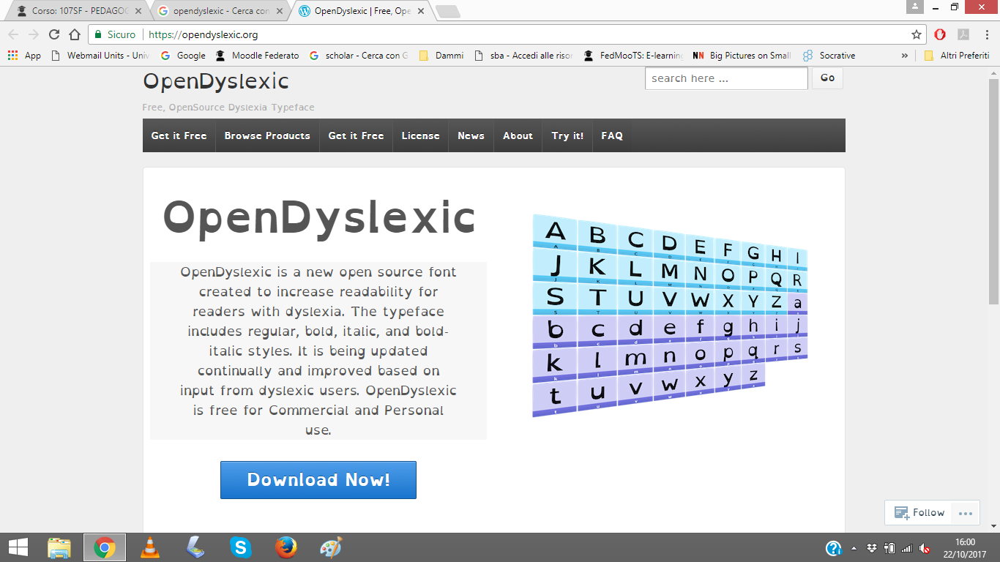 Corso: 107SF - PEDAGOG
opendyslexic - Cerca con
OpenDyslexic | Free, Ope
Sicuro https://opendyslexic.org
App Webmail Units - Univ Google Moodle Federato scholar - Cerca con G Dammi sba - Accedi alle risor FedMooTS: E-learning NN Big Pictures on Small Socrative » Altri Preferiti
OpenDyslexic
search here ... Go
Free, OpenSource Dyslexia Typeface
Get it Free Browse Products Get it Free License News About Try it! FAQ
OpenDyslexic
OpenDyslexic is a new open source font
created to increase readability for
readers with dyslexia. The typeface
includes regular, bold, italic, and bold-
italic styles. It is being updated
continually and improved based on
input from dyslexic users. OpenDyslexic
is free for Commercial and Personal
use.
Download Now!
A B C D E F G H I
J K L M N O P Q R
S T U V W X Y Z a
b c d e f g h i j
k l m n o p q r s
t u v w x y z
Follow
16:00
22/10/2017